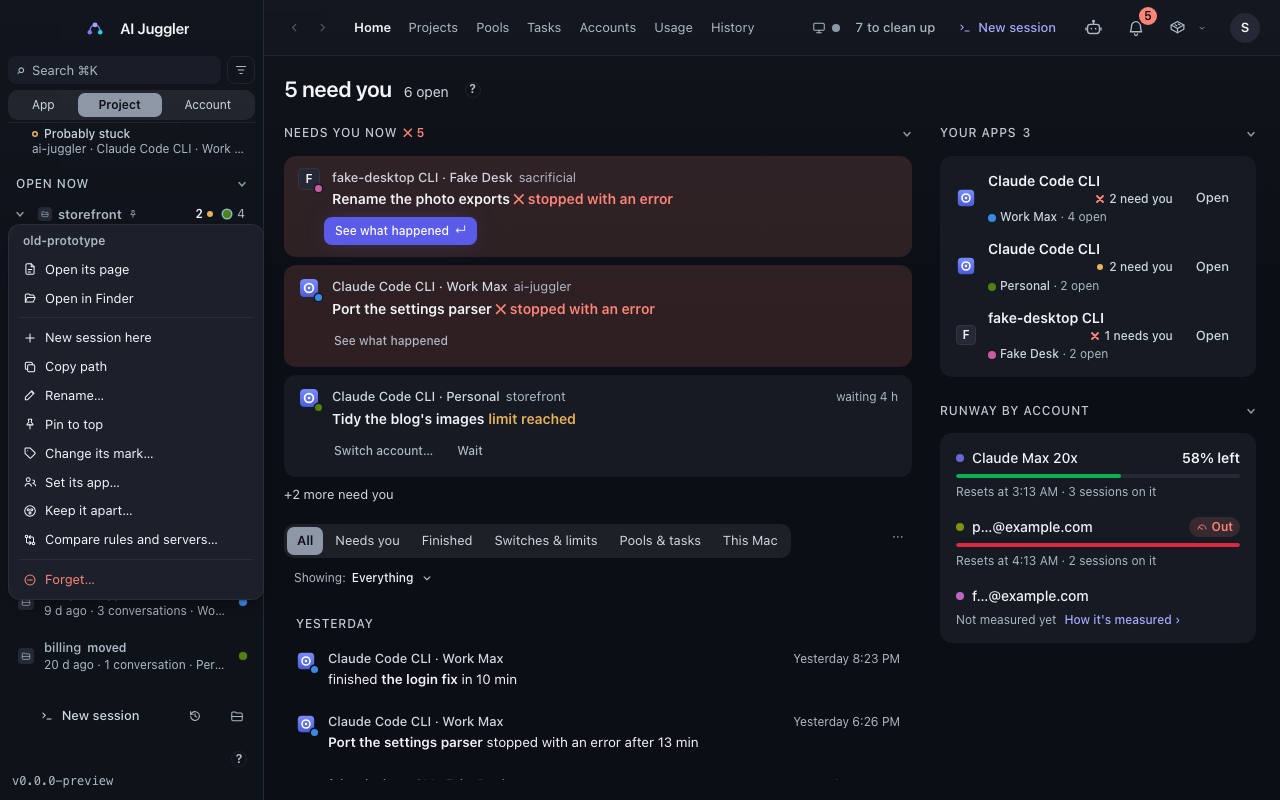 AI Juggler
Search ⌘K
App Project Account
Probably stuck
ai-juggler · Claude Code CLI · Work ...
OPEN NOW
storefront 2 4
old-prototype
Open its page
Open in Finder
New session here
Copy path
Rename...
Pin to top
Change its mark...
Set its app...
Keep it apart...
Compare rules and servers...
Forget...
9 d ago · 3 conversations · Wo...
billing moved
20 d ago · 1 conversation · Per...
New session
?
v0.0.0-preview
Home Projects Pools Tasks Accounts Usage History
7 to clean up
New session
5
S
5 need you 6 open ?
NEEDS YOU NOW 5
F
fake-desktop CLI · Fake Desk sacrificial
Rename the photo exports stopped with an error
See what happened
Claude Code CLI · Work Max ai-juggler
Port the settings parser stopped with an error
See what happened
Claude Code CLI · Personal storefront waiting 4 h
Tidy the blog's images limit reached
Switch account... Wait
+2 more need you
All Needs you Finished Switches & limits Pools & tasks This Mac ...
Showing: Everything
YESTERDAY
Claude Code CLI · Work Max Yesterday 8:23 PM
finished the login fix in 10 min
Claude Code CLI · Work Max Yesterday 6:26 PM
Port the settings parser stopped with an error after 13 min
YOUR APPS 3
Claude Code CLI
2 need you Open
Work Max · 4 open
Claude Code CLI
2 need you Open
Personal · 2 open
fake-desktop CLI
F 1 needs you Open
Fake Desk · 2 open
RUNWAY BY ACCOUNT
Claude Max 20x 58% left
Resets at 3:13 AM · 3 sessions on it
p...@example.com Out
Resets at 4:13 AM · 2 sessions on it
f...@example.com
Not measured yet How it's measured ›